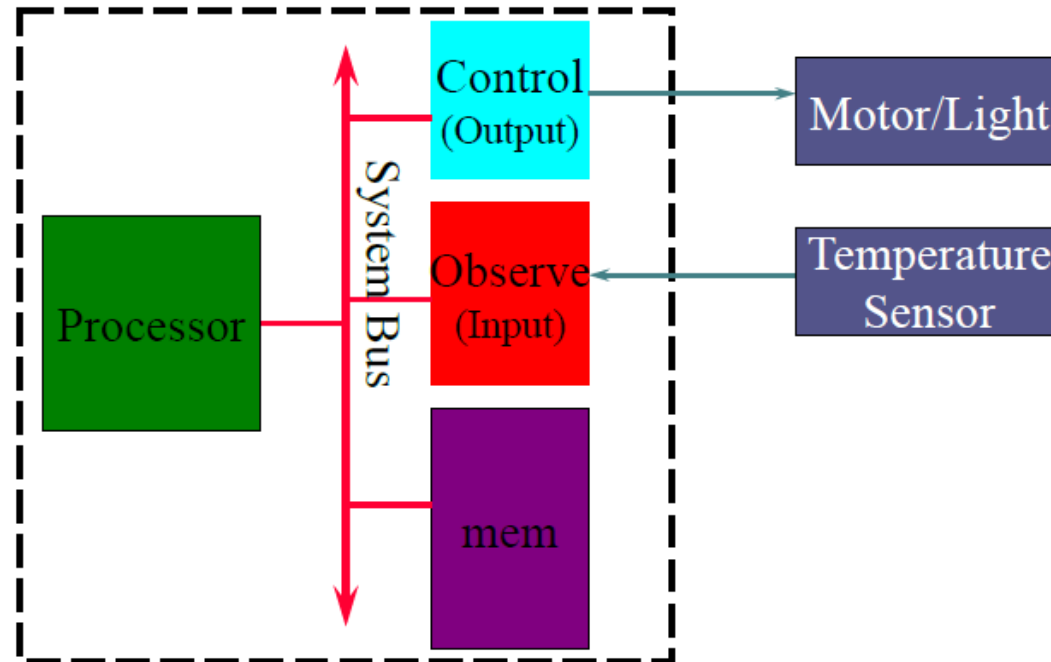 Control
(Output)
Motor/Light
System Bus
Processor
Observe
(Input)
Temperature
Sensor
mem